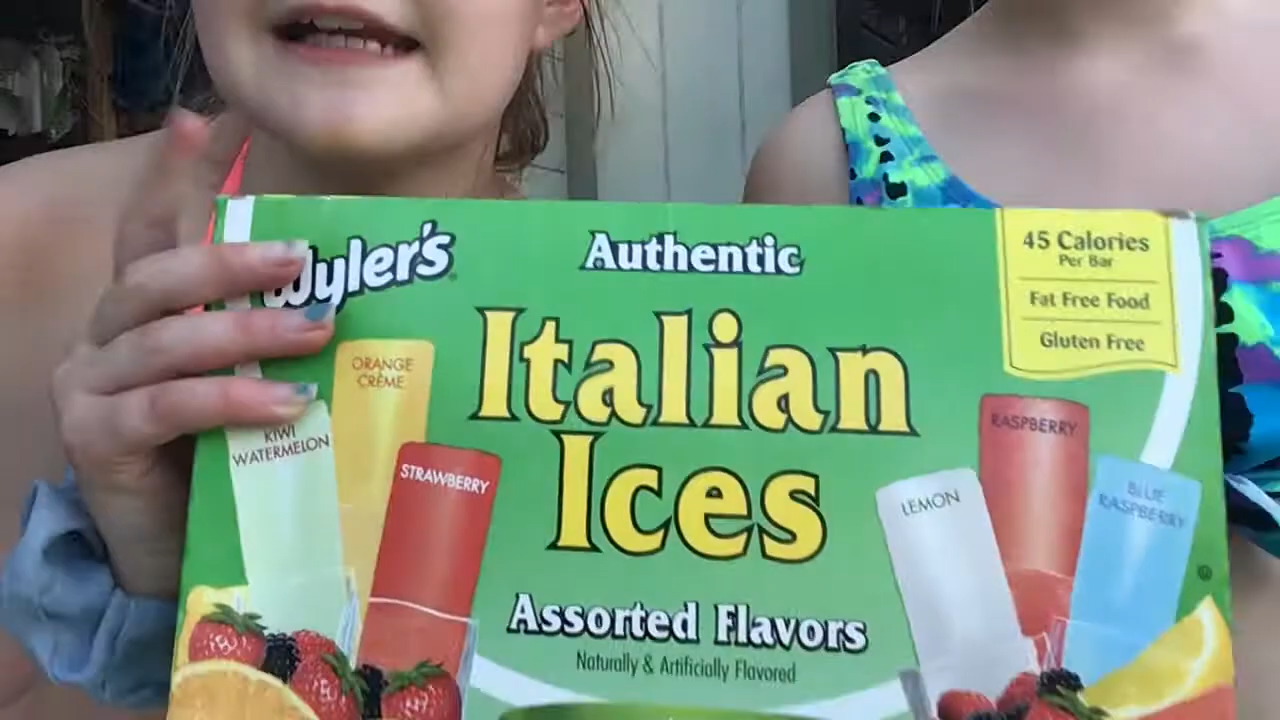 Wyler's
Authentic
45 Calories
Per Bar
Fat Free Food
Gluten Free
Italian
Ices
ORANGE
CRÈME
KIWI
WATERMELON
STRAWBERRY
RASPBERRY
LEMON
BLUE
RASPBERRY
Assorted Flavors
Naturally & Artificially Flavored